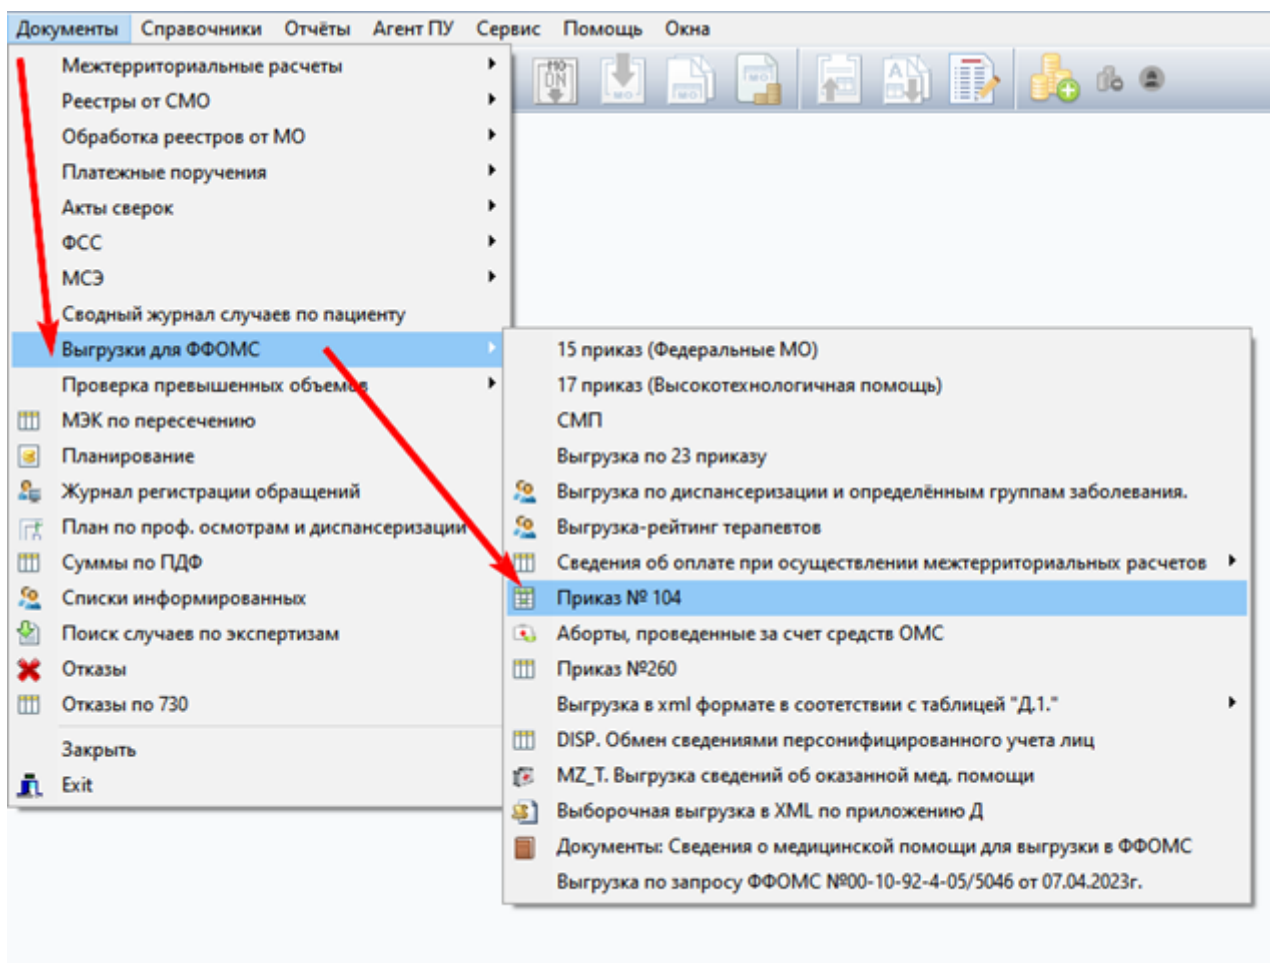 Документы Справочники Отчёты Агент ПУ Сервис Помощь Окна
Межтерриториальные расчеты
Реестры от СМО
Обработка реестров от МО
Платежные поручения
Акты сверок
ФСС
МСЭ
Сводный журнал случаев по пациенту
Выгрузки для ФФОМС
Проверка превышенных объемов
МЭК по пересечению
Планирование
Журнал регистрации обращений
План по проф. осмотрам и диспансеризации
Суммы по ПДФ
Списки информированных
Поиск случаев по экспертизам
Отказы
Отказы по 730
Закрыть
Exit
15 приказ (Федеральные МО)
17 приказ (Высокотехнологичная помощь)
СМП
Выгрузка по 23 приказу
Выгрузка по диспансеризации и определённым группам заболевания.
Выгрузка-рейтинг терапевтов
Сведения об оплате при осуществлении межтерриториальных расчетов
Приказ № 104
Аборты, проведенные за счет средств ОМС
Приказ №260
Выгрузка в xml формате в соотетствии с таблицей "Д.1."
DISP. Обмен сведениями персонифицированного учета лиц
MZ_T. Выгрузка сведений об оказанной мед. помощи
Выборочная выгрузка в XML по приложению Д
Документы: Сведения о медицинской помощи для выгрузки в ФФОМС
Выгрузка по запросу ФФОМС №00-10-92-4-05/5046 от 07.04.2023г.